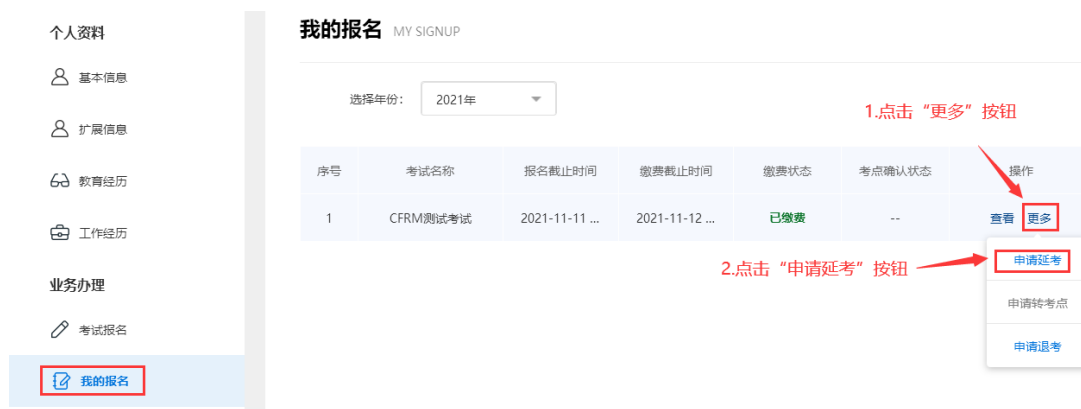 个人资料
基本信息
扩展信息
教育经历
工作经历
业务办理
考试报名
我的报名
我的报名 MY SIGNUP
选择年份： 2021年
1.点击“更多”按钮
序号 考试名称 报名截止时间 缴费截止时间 缴费状态 考点确认状态 操作
1 CFRM测试考试 2021-11-11 ... 2021-11-12 ... 已缴费 -- 查看 更多
2.点击“申请延考”按钮
申请延考
申请转考点
申请退考